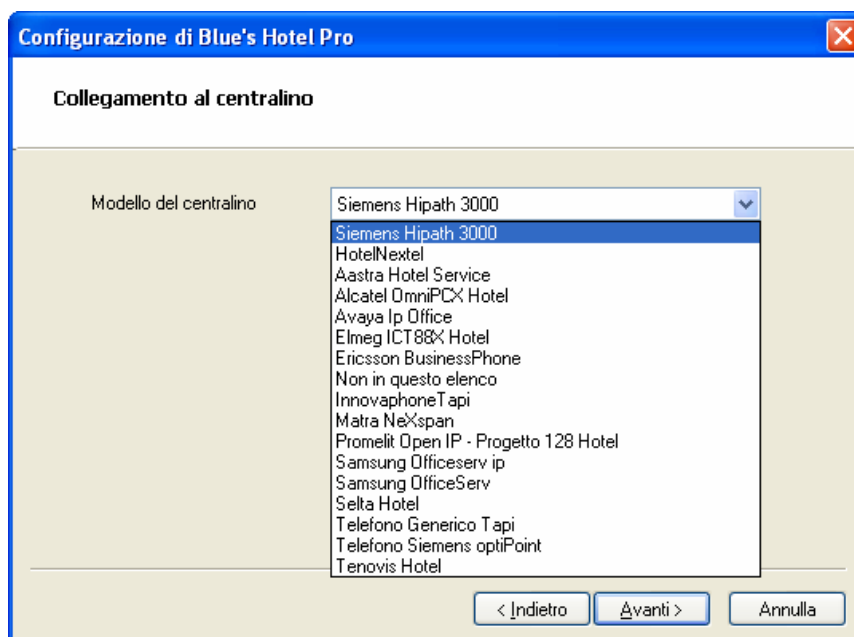 Configurazione di Blue's Hotel Pro
Collegamento al centralino
Modello del centralino
Siemens Hipath 3000
Siemens Hipath 3000
HotelNextel
Aastra Hotel Service
Alcatel OmniPCX Hotel
Avaya Ip Office
Elmeg ICT88X Hotel
Ericsson BusinessPhone
Non in questo elenco
InnovaphoneTapi
Matra NeXspan
Promelit Open IP - Progetto 128 Hotel
Samsung Officeserv ip
Samsung OfficeServ
Selta Hotel
Telefono Generico Tapi
Telefono Siemens optiPoint
Tenovis Hotel
< Indietro
Avanti >
Annulla